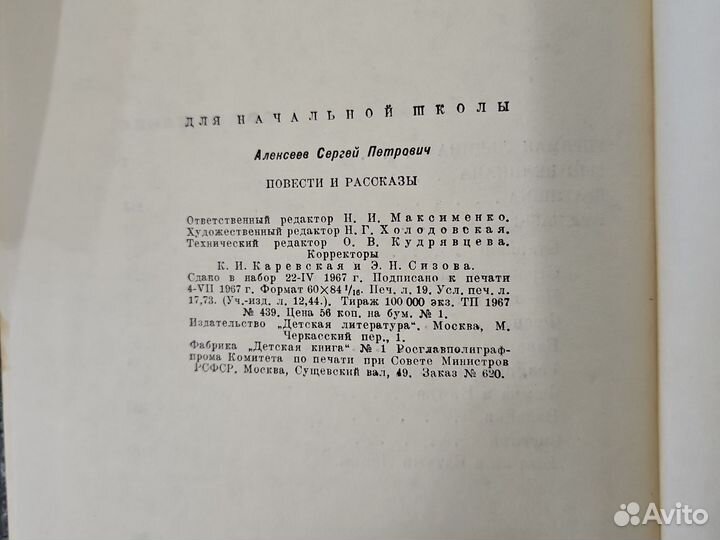 ДЛЯ НАЧАЛЬНОЙ ШКОЛЫ
Алексеев Сергей Петрович
ПОВЕСТИ И РАССКАЗЫ
Ответственный редактор Н. И. Максименко.
Художественный редактор Н. Г. Холодовская.
Технический редактор О. В. Кудрявцева.
Корректоры
К. И. Каревская и Э. Н. Сизова.
Сдано в набор 22-IV 1967 г. Подписано к печати
4-VII 1967 г. Формат 60×84 1/16. Печ. л. 19. Усл. печ. л.
17,73. (Уч.-изд. л. 12,44.). Тираж 100 000 экз. ТП 1967
№ 439. Цена 56 коп. на бум. № 1.
Издательство „Детская литература". Москва, М.
Черкасский пер., 1.
Фабрика „Детская книга" № 1 Росглавполиграф-
прома Комитета по печати при Совете Министров
РСФСР. Москва, Сущевский вал, 49. Заказ № 620.
Avito